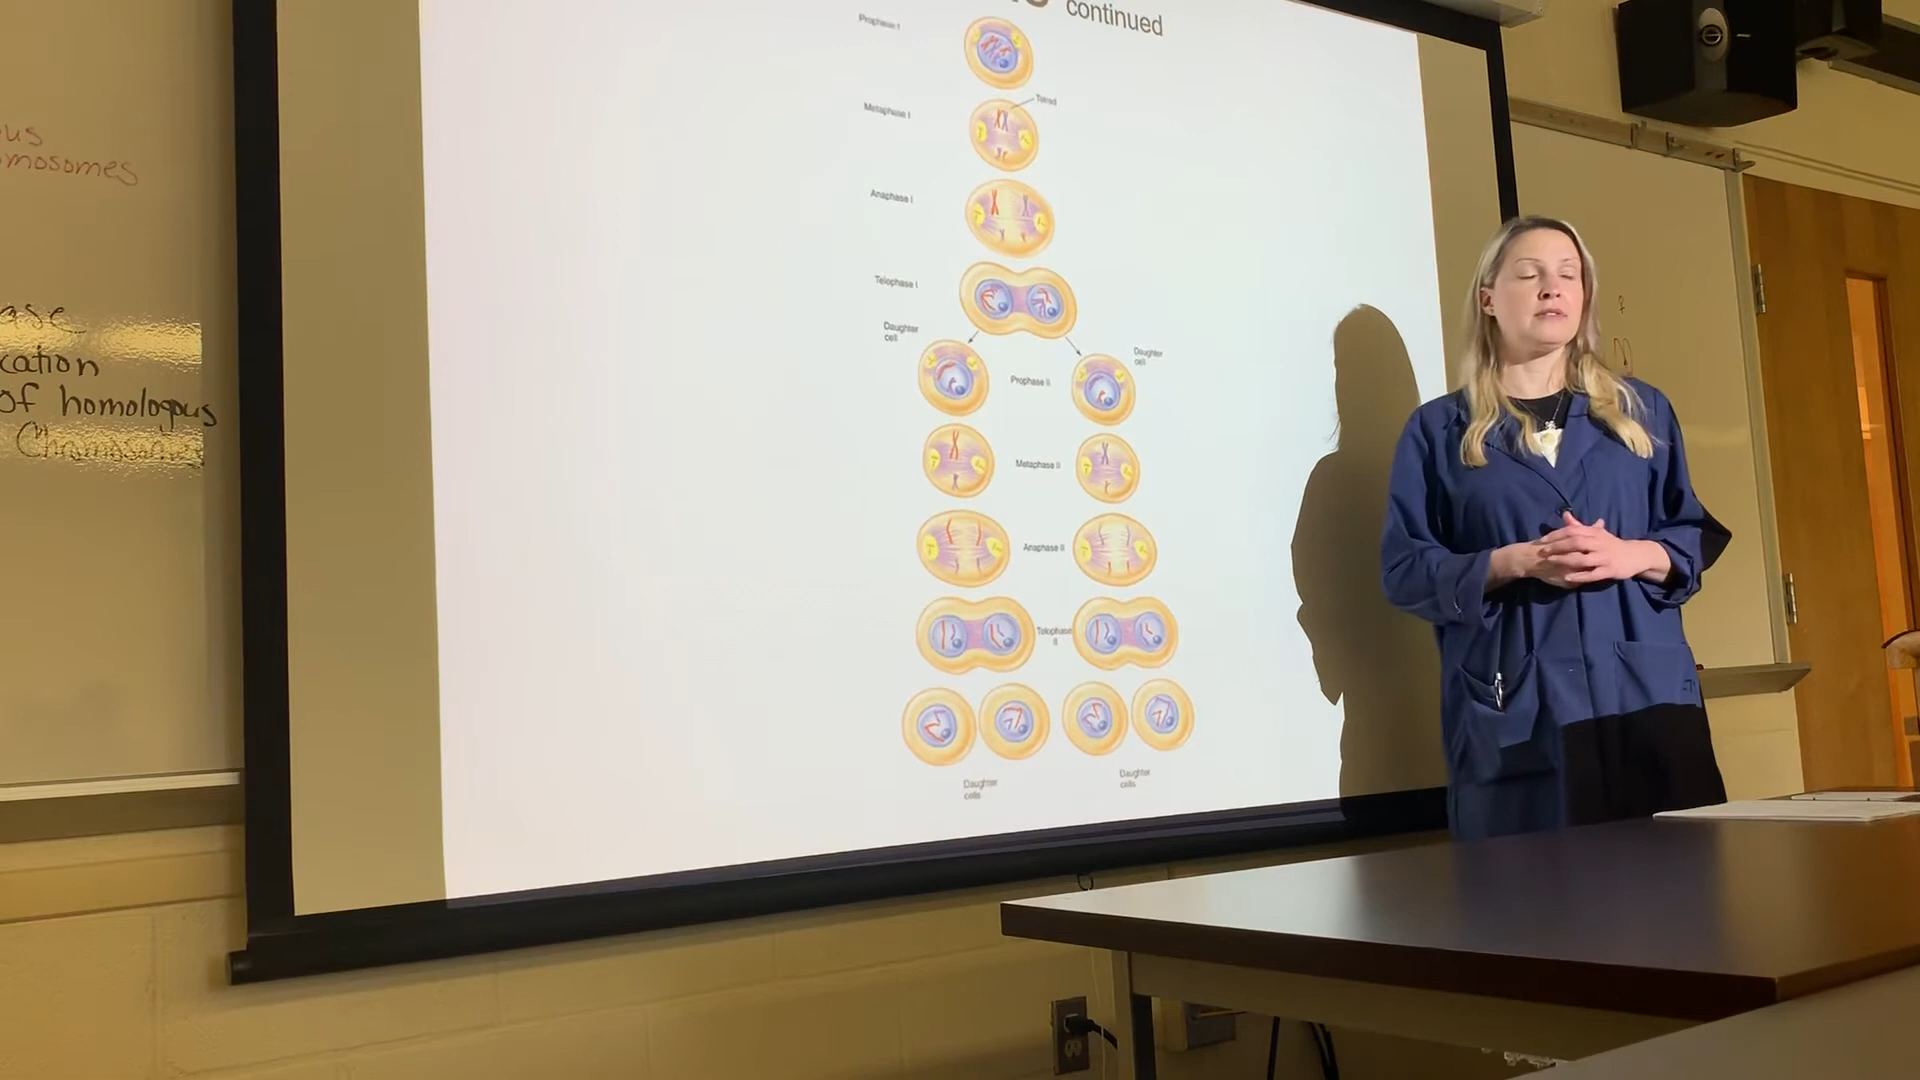 continued
Prophase I
Metaphase I
Tetrad
Anaphase I
Telophase I
Daughter
cell
Daughter
cell
Prophase II
Metaphase II
Anaphase II
Telophase
II
Daughter
cells
Daughter
cells
us
mosomes
ase
cation
of homologous
Chromosomes